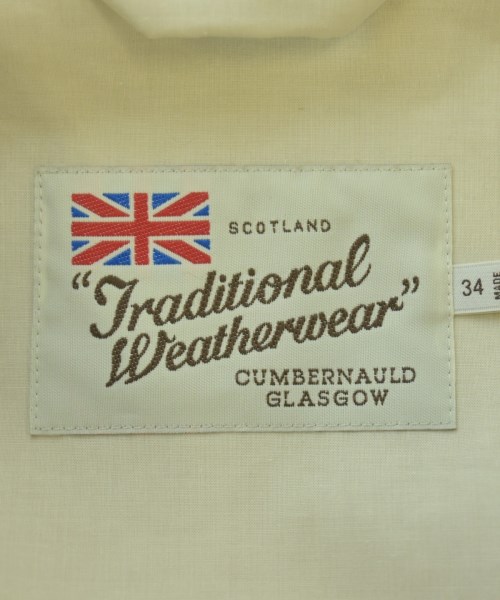 SCOTLAND
"Traditional
Weatherwear"
CUMBERNAULD
GLASGOW
34
MADE